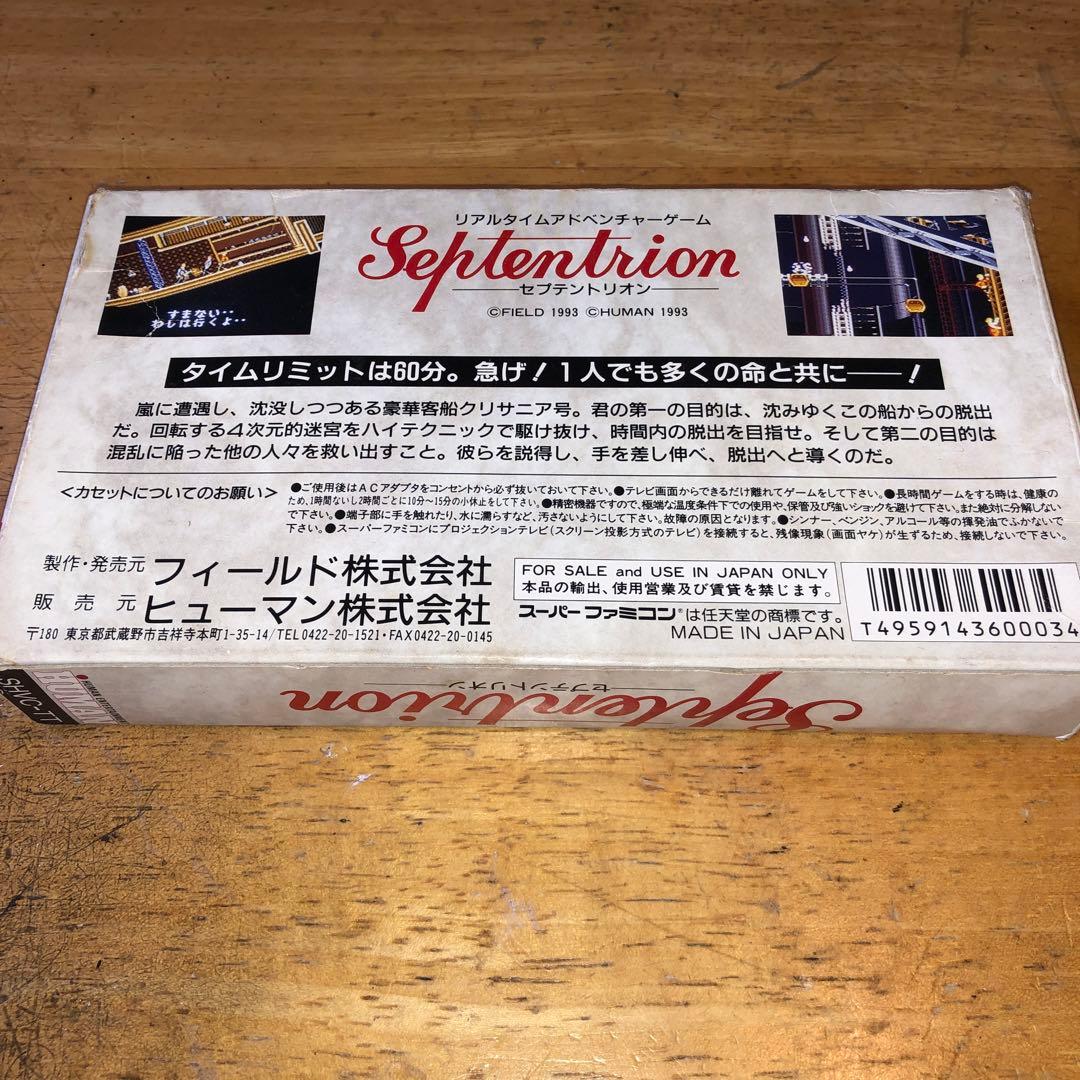 リアルタイムアドベンチャーゲーム
Septentrion
セプテントリオン
©FIELD 1993 ©HUMAN 1993
すまない・・
わしは行くよ・・
タイムリミットは60分。急げ!1人でも多くの命と共に──!
嵐に遭遇し、沈没しつつある豪華客船クリサニア号。君の第一の目的は、沈みゆくこの船からの脱出
だ。回転する4次元的迷宮をハイテクニックで駆け抜け、時間内の脱出を目指せ。そして第二の目的は
混乱に陥った他の人々を救い出すこと。彼らを説得し、手を差し伸べ、脱出へと導くのだ。
<カセットについてのお願い>
●ご使用後はACアダプタをコンセントから必ず抜いておいて下さい。●テレビ画面からできるだけ離れてゲームをして下さい。●長時間ゲームをする時は、健康の
ため、1時間ないし2時間ごとに10分~15分の小休止をして下さい。●精密機器ですので、極端な温度条件下での使用や、保管及び強いショックを避けて下さい。また絶対に分解しない
で下さい。●端子部に手を触れたり、水に濡らすなど、汚さないようにして下さい。故障の原因となります。●シンナー、ベンジン、アルコール等の揮発油でふかないで
下さい。●スーパーファミコンにプロジェクションテレビ(スクリーン投影方式のテレビ)を接続すると、残像現象(画面ヤケ)が生ずるため、接続しないで下さい。
製作・発売元 フィールド株式会社
販売元 ヒューマン株式会社
〒180 東京都武蔵野市吉祥寺本町1-35-14/TEL0422-20-1521・FAX0422-20-0145
FOR SALE and USE IN JAPAN ONLY
本品の輸出、使用営業及び賃貸を禁じます。
スーパーファミコン®は任天堂の商標です。
MADE IN JAPAN
T4959143600034
Septentrion
セプテントリオン
HUMAN
SHVC-TT